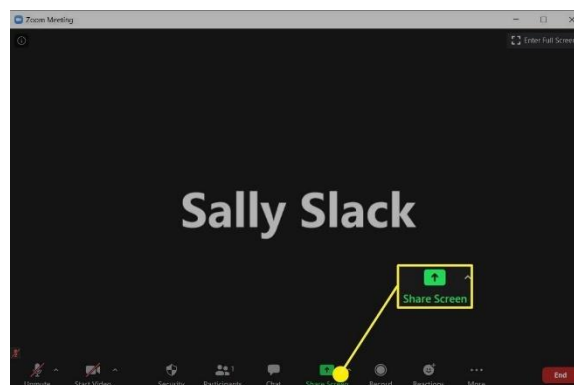 Zoom Meeting
Enter Full Screen
Sally Slack
Share Screen
Unmute Start Video Security Participants 1 Chat Share Screen Record Reactions More End